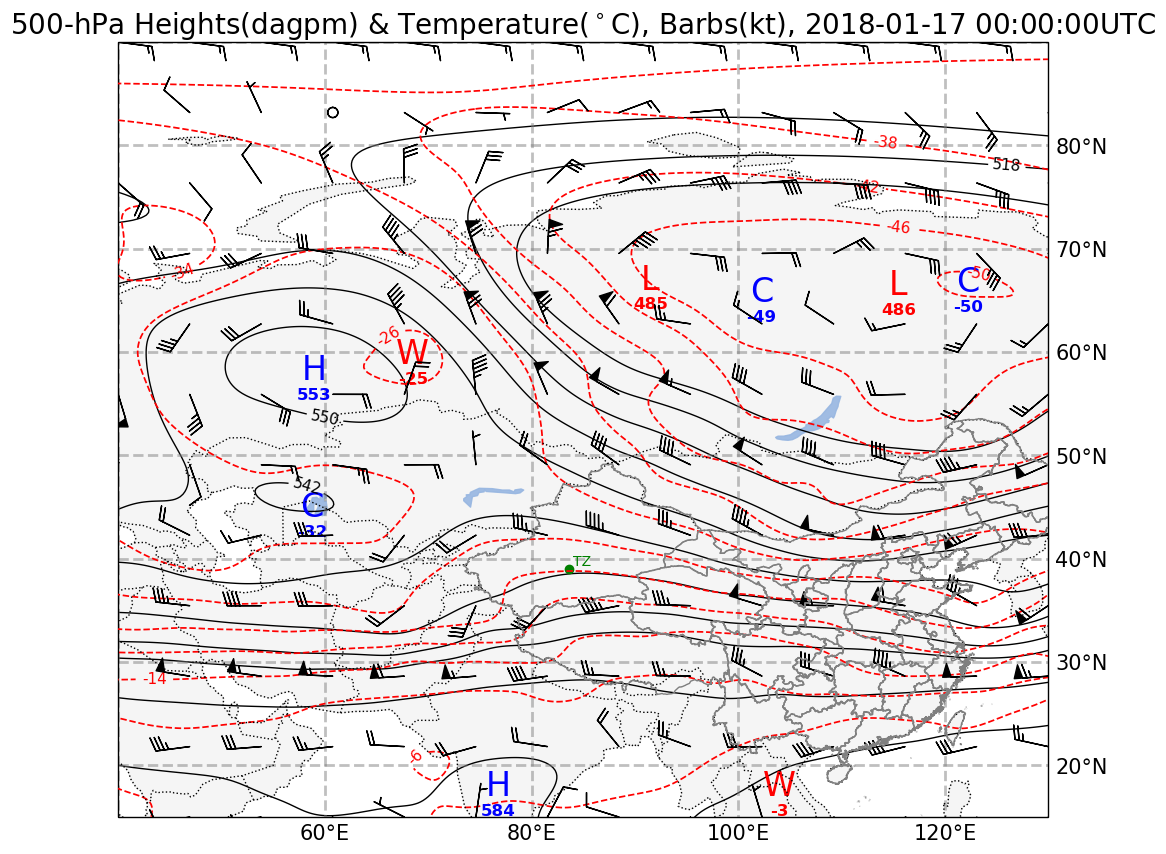 500-hPa Heights(dagpm) & Temperature(°C), Barbs(kt), 2018-01-17 00:00:00UTC
-38
80°N
518
-42
-46
70°N
-34
-50
L
485
C
-49
L
486
C
-50
-26
W
-25
60°N
H
553
550
50°N
542
C
-32
TZ
40°N
30°N
-14
-6
20°N
H
584
W
-3
60°E 80°E 100°E 120°E